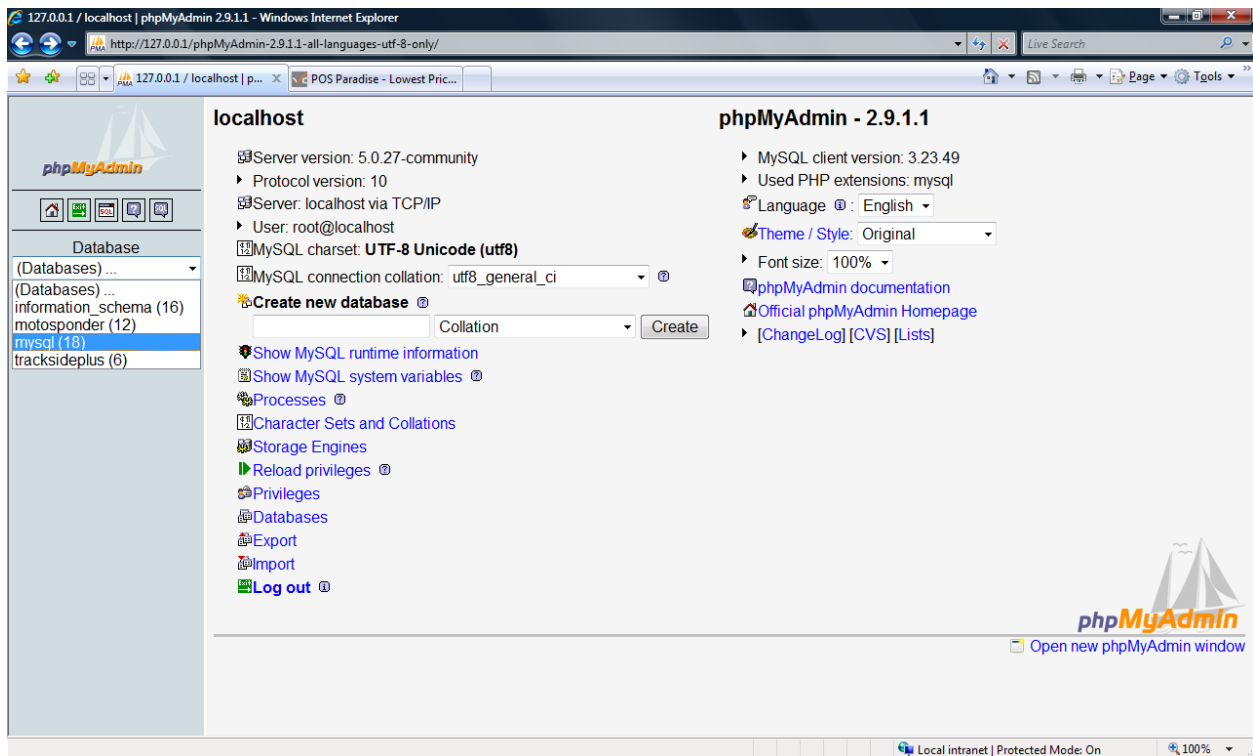 127.0.0.1 / localhost | phpMyAdmin 2.9.1.1 - Windows Internet Explorer
http://127.0.0.1/phpMyAdmin-2.9.1.1-all-languages-utf-8-only/
Live Search
127.0.0.1 / localhost | p...
POS Paradise - Lowest Pric...
Page
Tools
phpMyAdmin
Database
(Databases) ...
(Databases) ...
information_schema (16)
motosponder (12)
mysql (18)
tracksideplus (6)
localhost
Server version: 5.0.27-community
Protocol version: 10
Server: localhost via TCP/IP
User: root@localhost
MySQL charset: UTF-8 Unicode (utf8)
MySQL connection collation: utf8_general_ci
Create new database
Collation
Create
Show MySQL runtime information
Show MySQL system variables
Processes
Character Sets and Collations
Storage Engines
Reload privileges
Privileges
Databases
Export
Import
Log out
phpMyAdmin - 2.9.1.1
MySQL client version: 3.23.49
Used PHP extensions: mysql
Language : English
Theme / Style: Original
Font size: 100%
phpMyAdmin documentation
Official phpMyAdmin Homepage
[ChangeLog] [CVS] [Lists]
phpMyAdmin
Open new phpMyAdmin window
Local intranet | Protected Mode: On
100%